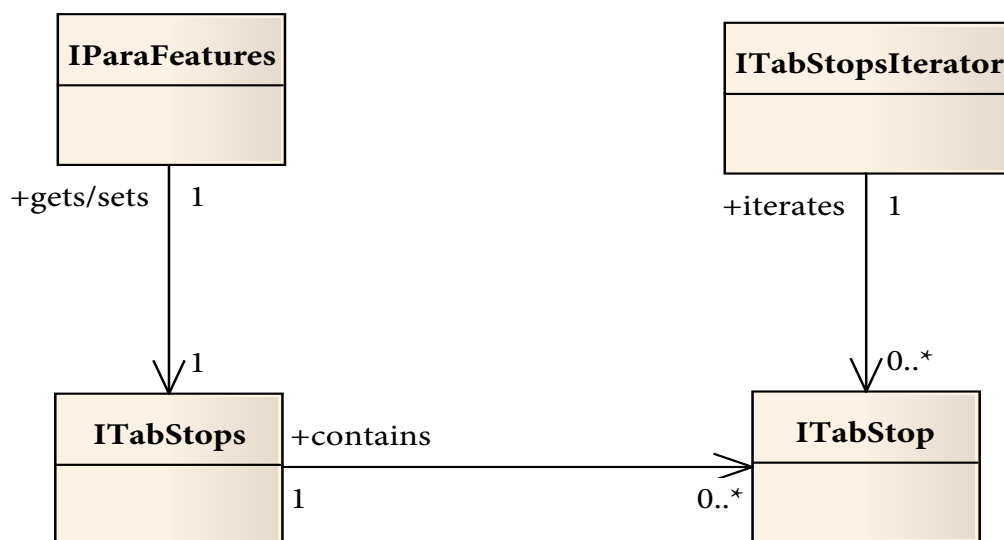 IParaFeatures
ITabStopsIterator
+gets/sets
1
+iterates
1
1
0..*
ITabStops
+contains
ITabStop
1
0..*